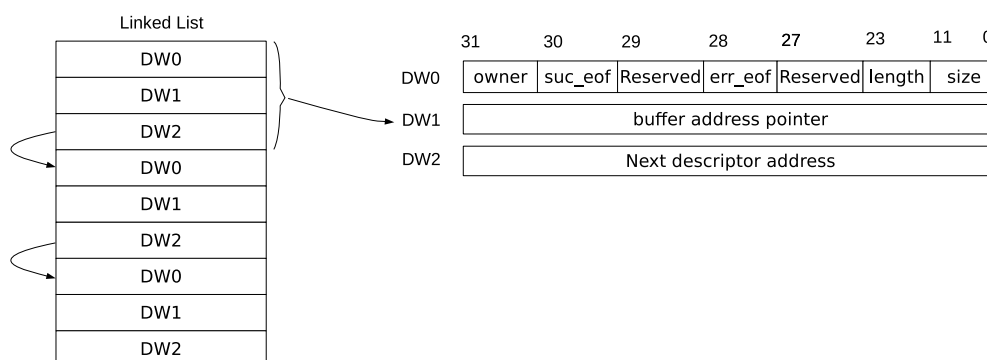 Linked List
DW0
DW1
DW2
DW0
DW1
DW2
DW0
DW1
DW2
31 30 29 28 27 23 11 0
DW0 owner suc_eof Reserved err_eof Reserved length size
DW1 buffer address pointer
DW2 Next descriptor address